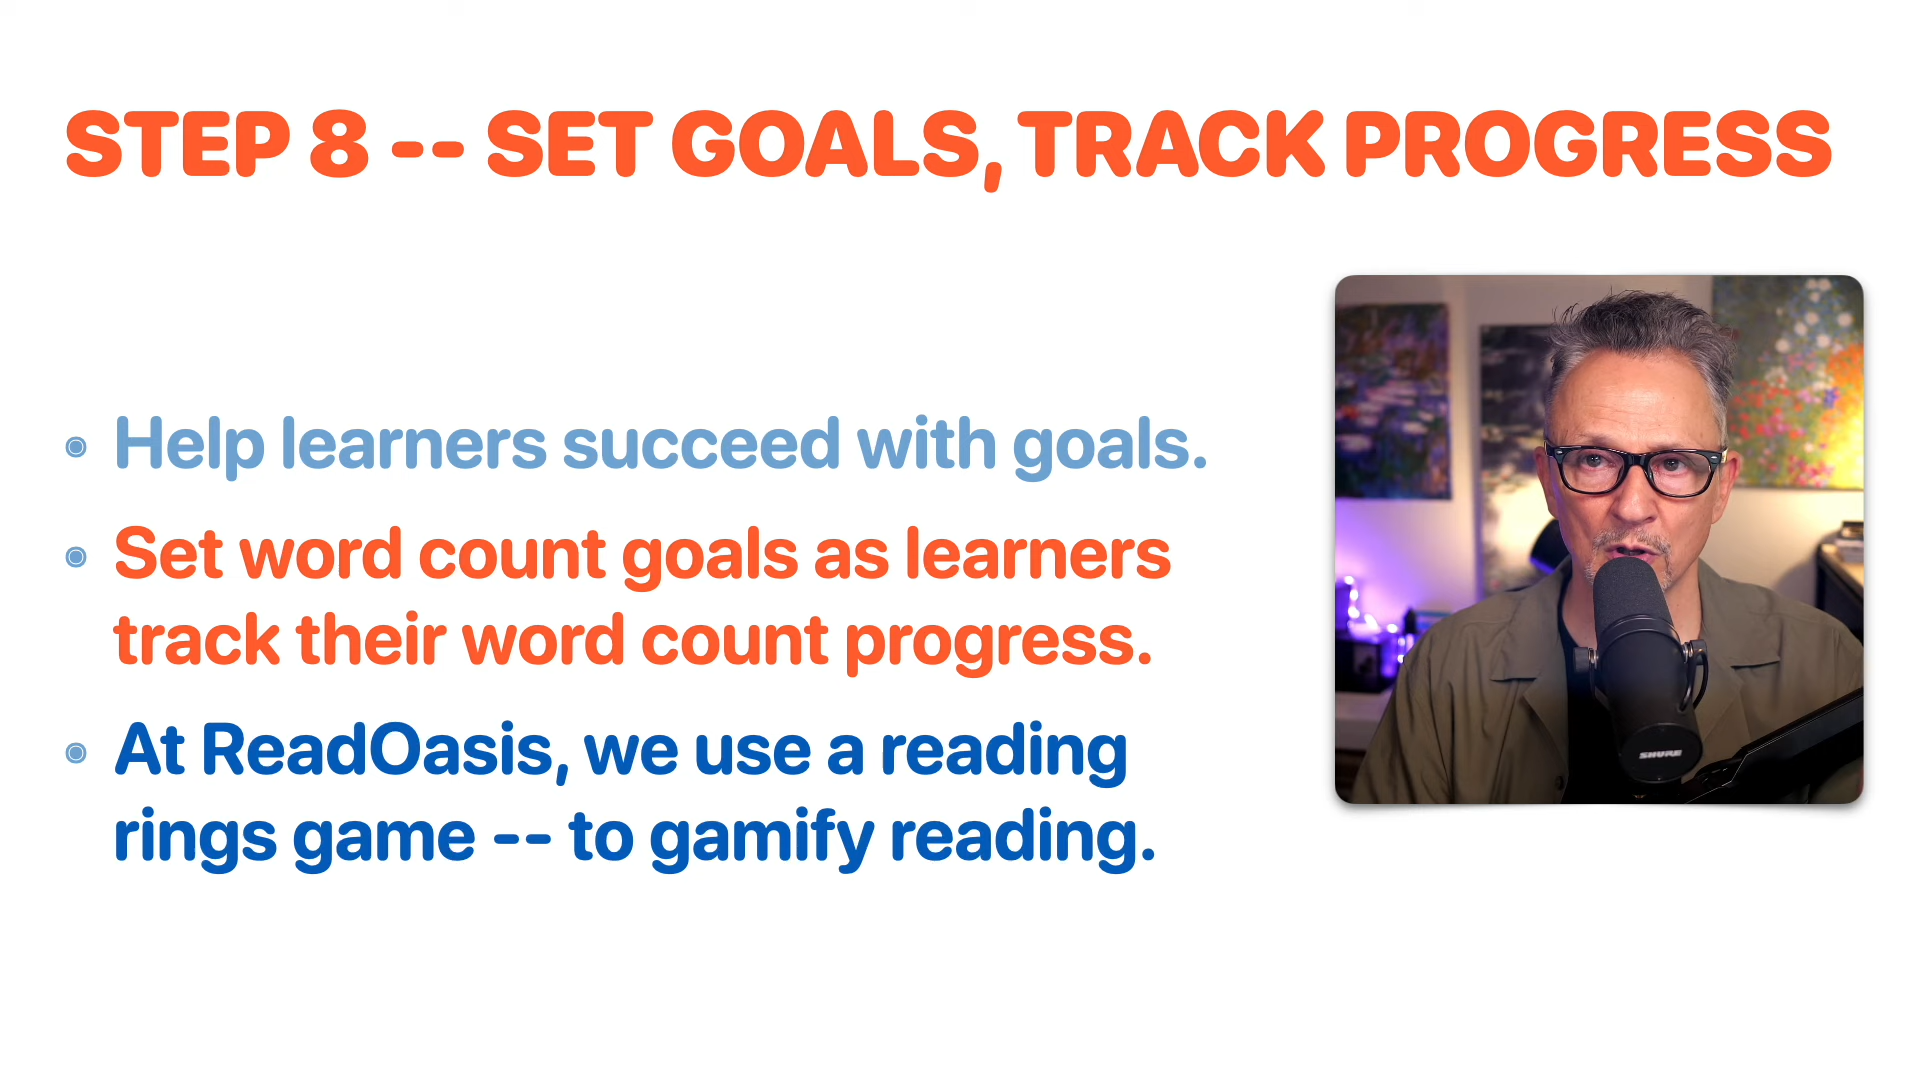 STEP 8 -- SET GOALS, TRACK PROGRESS
Help learners succeed with goals.
Set word count goals as learners
track their word count progress.
At ReadOasis, we use a reading
rings game -- to gamify reading.
SHURE